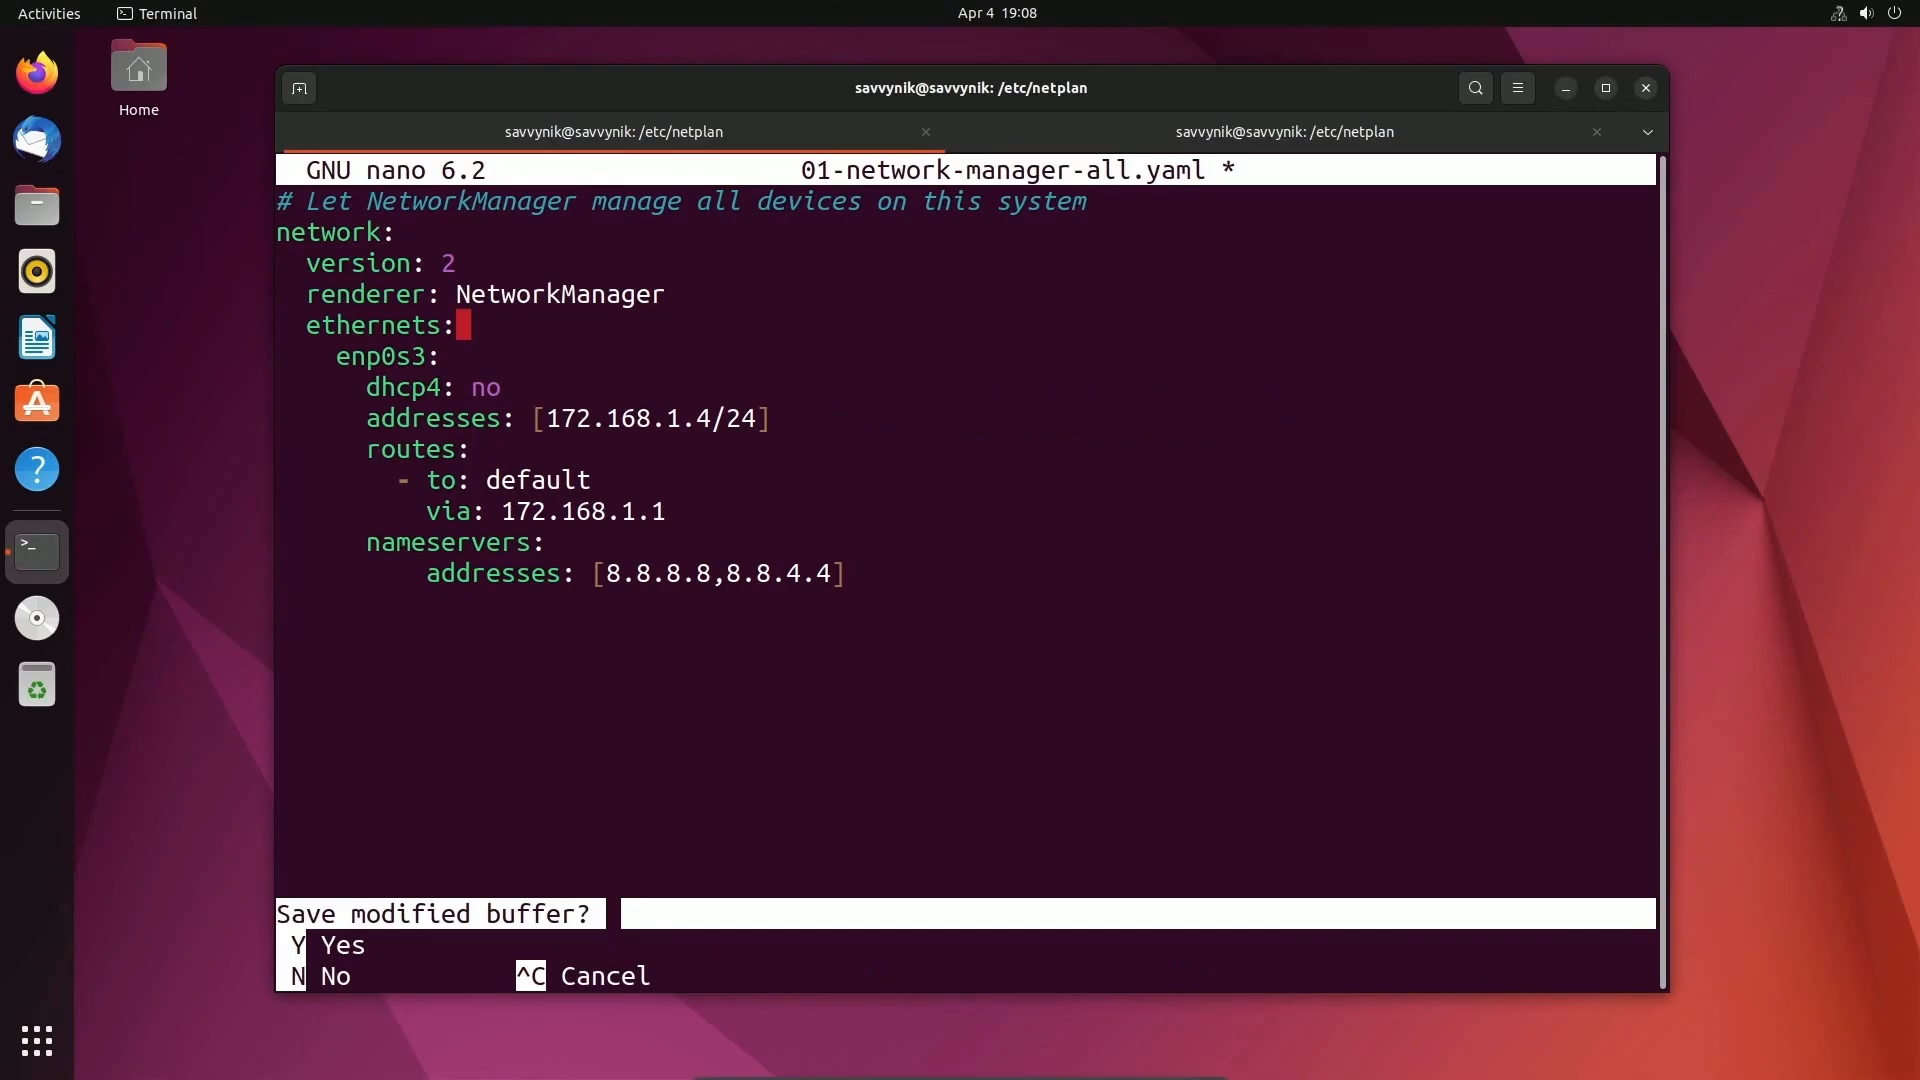 Activities
Terminal
Apr 4 19:08
Home
savvynik@savvynik: /etc/netplan
savvynik@savvynik: /etc/netplan
savvynik@savvynik: /etc/netplan
GNU nano 6.2 01-network-manager-all.yaml *
# Let NetworkManager manage all devices on this system
network:
  version: 2
  renderer: NetworkManager
  ethernets:
    enp0s3:
      dhcp4: no
      addresses: [172.168.1.4/24]
      routes:
        - to: default
          via: 172.168.1.1
      nameservers:
          addresses: [8.8.8.8,8.8.4.4]
Save modified buffer?
Y Yes
N No ^C Cancel